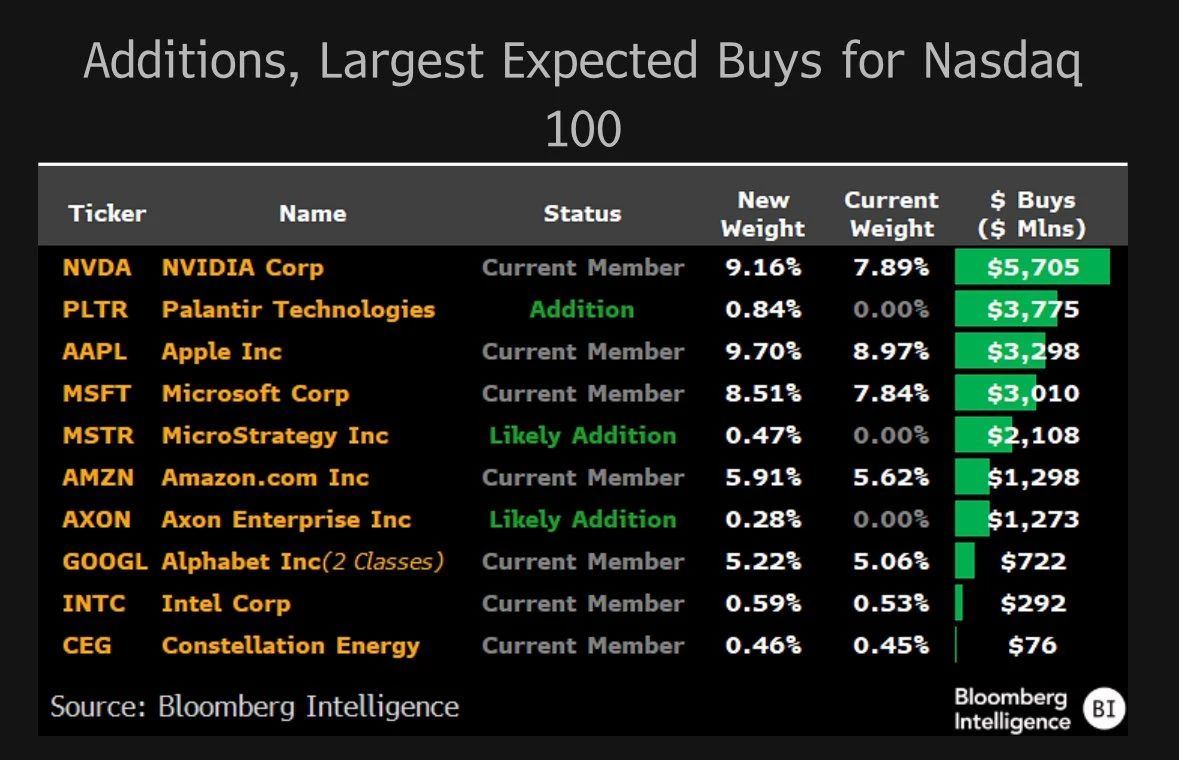 Additions, Largest Expected Buys for Nasdaq
100
Ticker Name Status New Weight Current Weight $ Buys ($ Mlns)
NVDA NVIDIA Corp Current Member 9.16% 7.89% $5,705
PLTR Palantir Technologies Addition 0.84% 0.00% $3,775
AAPL Apple Inc Current Member 9.70% 8.97% $3,298
MSFT Microsoft Corp Current Member 8.51% 7.84% $3,010
MSTR MicroStrategy Inc Likely Addition 0.47% 0.00% $2,108
AMZN Amazon.com Inc Current Member 5.91% 5.62% $1,298
AXON Axon Enterprise Inc Likely Addition 0.28% 0.00% $1,273
GOOGL Alphabet Inc(2 Classes) Current Member 5.22% 5.06% $722
INTC Intel Corp Current Member 0.59% 0.53% $292
CEG Constellation Energy Current Member 0.46% 0.45% $76
Source: Bloomberg Intelligence
Bloomberg
Intelligence
BI